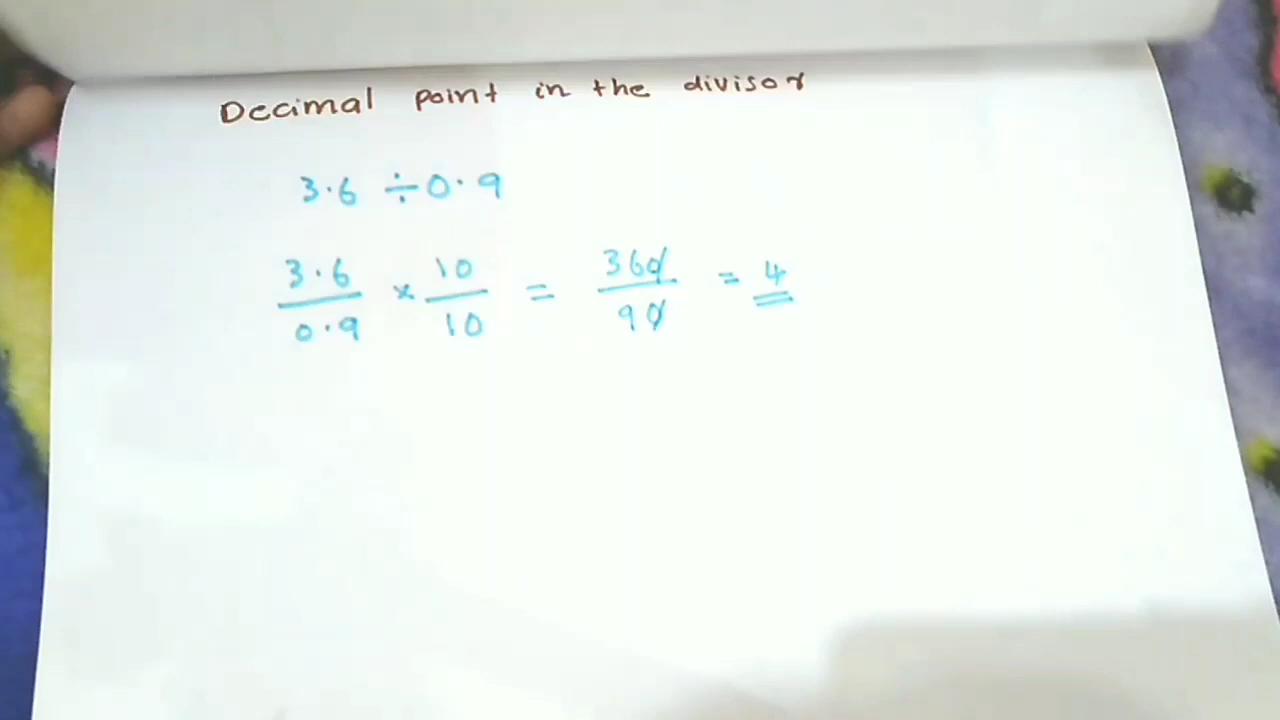 Decimal point in the divisor
3.6 ÷ 0.9
3.6/0.9 × 10/10 = 360/90 = 4